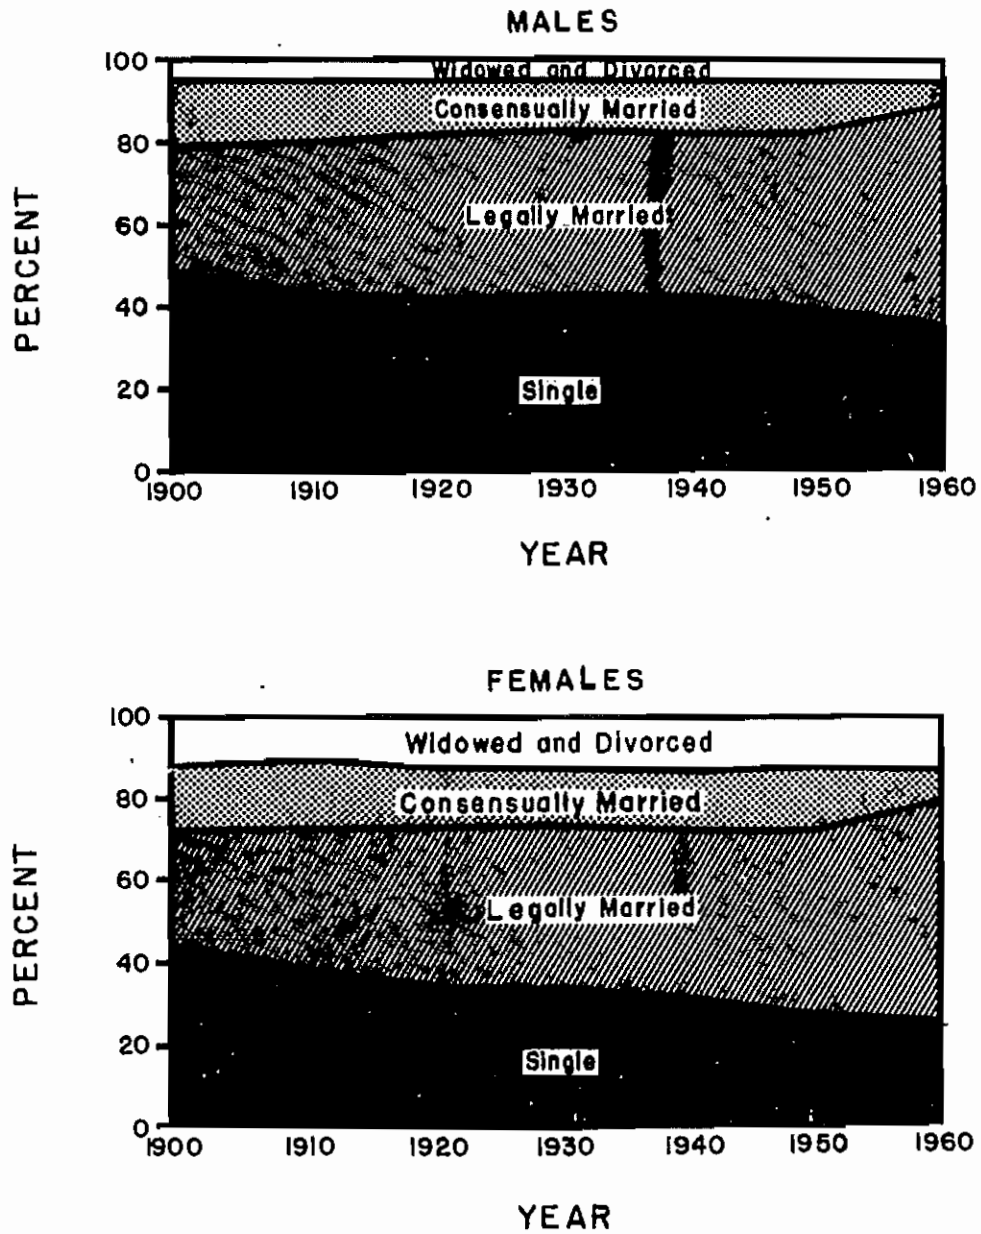 MALES
100
80
60
40
20
0
PERCENT
Widowed and Divorced
Consensually Married
Legally Married
Single
1900 1910 1920 1930 1940 1950 1960
YEAR
FEMALES
100
80
60
40
20
0
PERCENT
Widowed and Divorced
Consensually Married
Legally Married
Single
1900 1910 1920 1930 1940 1950 1960
YEAR